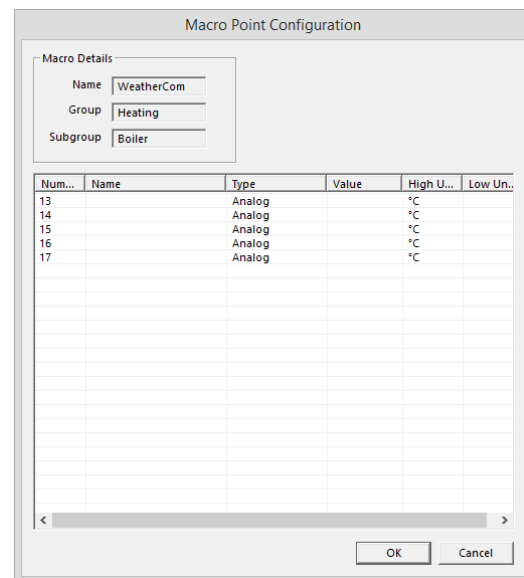 Macro Point Configuration
Macro Details
Name WeatherCom
Group Heating
Subgroup Boiler
Num... Name Type Value High U... Low Un..
13 Analog °C
14 Analog °C
15 Analog °C
16 Analog °C
17 Analog °C
OK Cancel